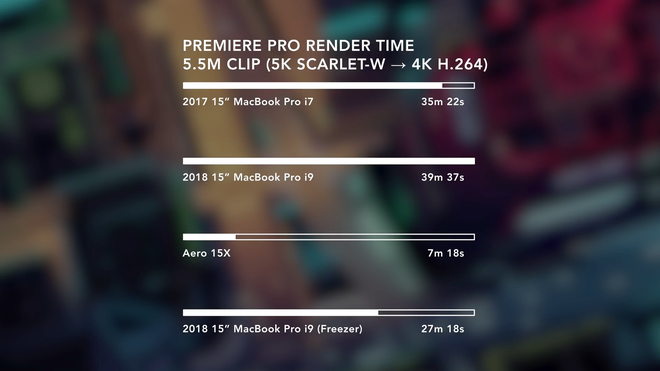 PREMIERE PRO RENDER TIME
5.5M CLIP (5K SCARLET-W → 4K H.264)
2017 15” MacBook Pro i7 35m 22s
2018 15” MacBook Pro i9 39m 37s
Aero 15X 7m 18s
2018 15” MacBook Pro i9 (Freezer) 27m 18s